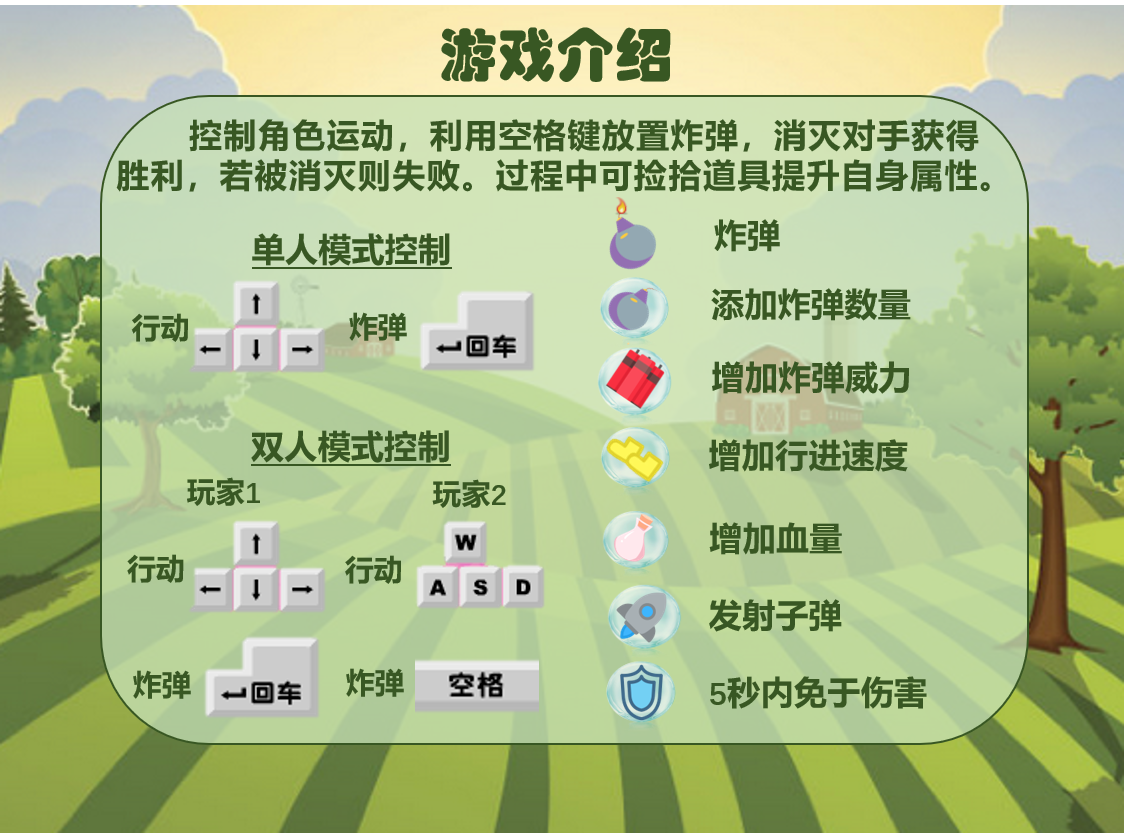 游戏介绍
控制角色运动，利用空格键放置炸弹，消灭对手获得
胜利，若被消灭则失败。过程中可捡拾道具提升自身属性。
单人模式控制
行动
↑
← ↓ →
炸弹
↵回车
双人模式控制
玩家1
行动
↑
← ↓ →
炸弹
↵回车
玩家2
行动
W
A S D
炸弹
空格
炸弹
添加炸弹数量
增加炸弹威力
增加行进速度
增加血量
发射子弹
5秒内免于伤害